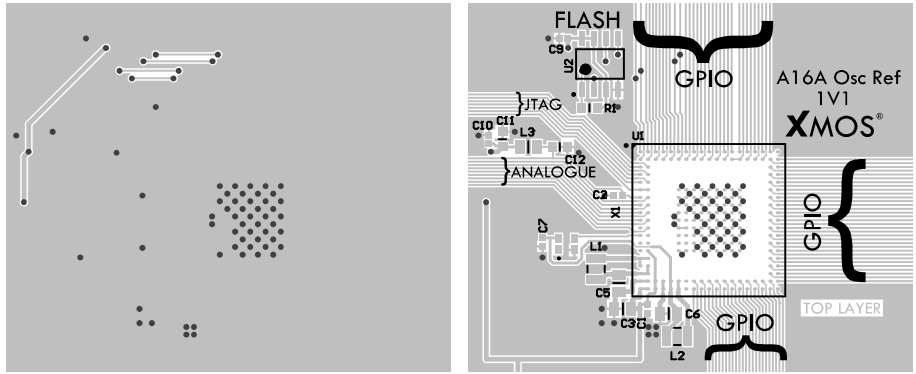 FLASH
C9
U2
GPIO
A16A Osc Ref
1V1
XMOS®
R1
}JTAG
U1
C10
C11
L3
C12
}ANALOGUE
C2
X1
GPIO
C7
L1
C5
C3
C1
C6
L2
TOP LAYER
GPIO